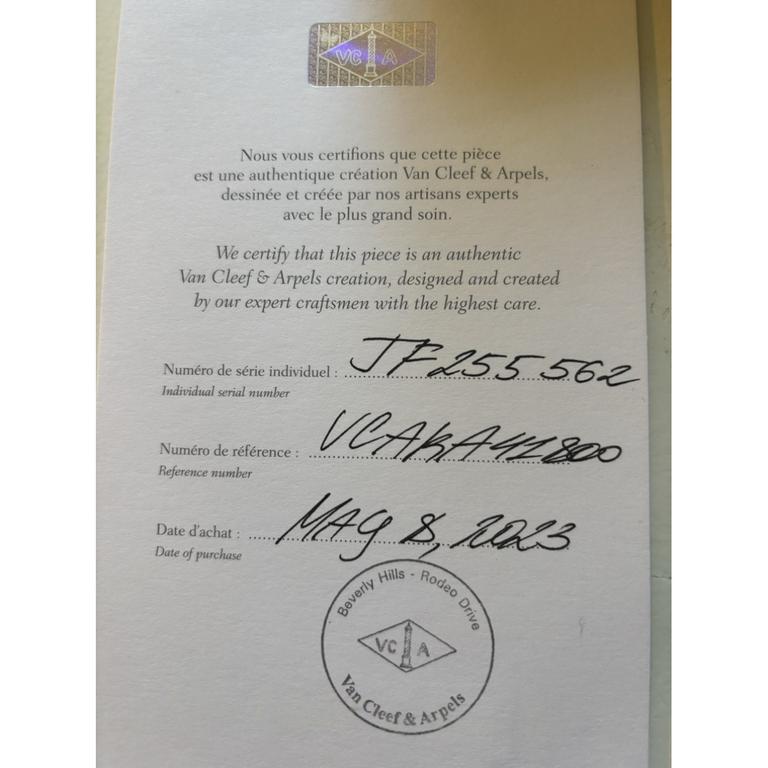 VC A
Nous vous certifions que cette pièce
est une authentique création Van Cleef & Arpels,
dessinée et créée par nos artisans experts
avec le plus grand soin.
We certify that this piece is an authentic
Van Cleef & Arpels creation, designed and created
by our expert craftsmen with the highest care.
Numéro de série individuel : JF255562
Individual serial number
Numéro de référence : VCARA41800
Reference number
Date d'achat : MAY 8, 2023
Date of purchase
Beverly Hills - Rodeo Drive
VC A
Van Cleef & Arpels